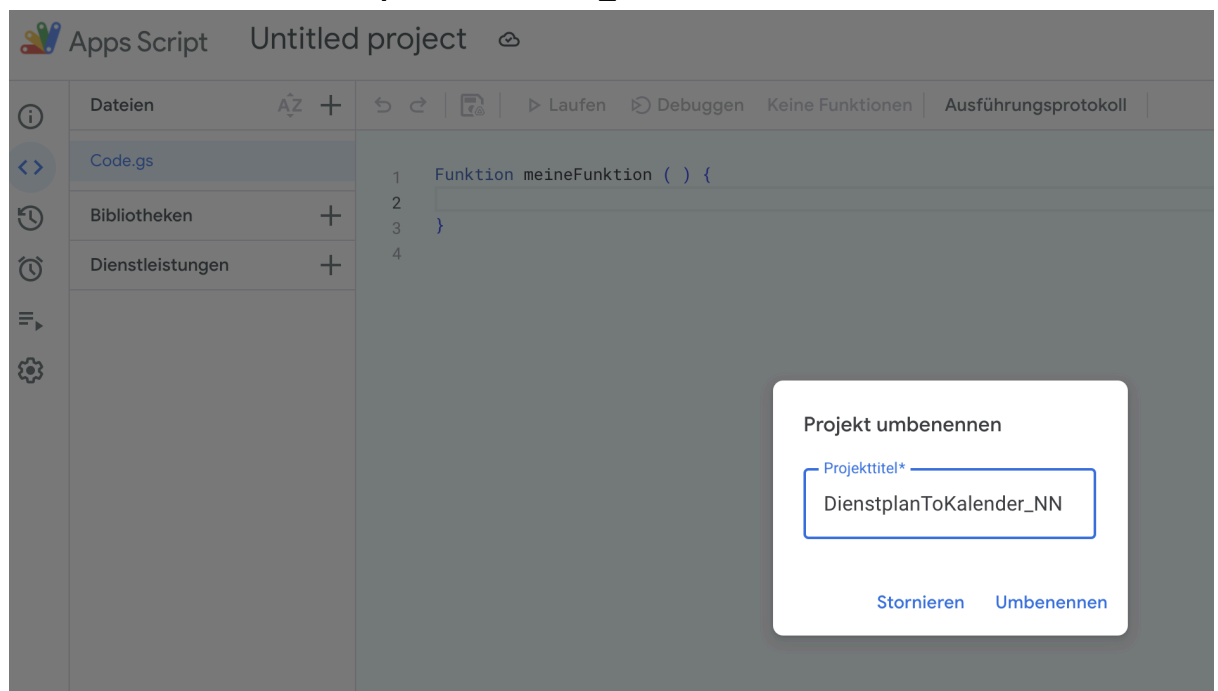 Apps Script Untitled project
Dateien
Laufen Debuggen Keine Funktionen Ausführungsprotokoll
Code.gs
1 Funktion meineFunktion ( ) {
2
3 }
4
Bibliotheken
Dienstleistungen
Projekt umbenennen
Projekttitel*
DienstplanToKalender_NN
Stornieren Umbenennen